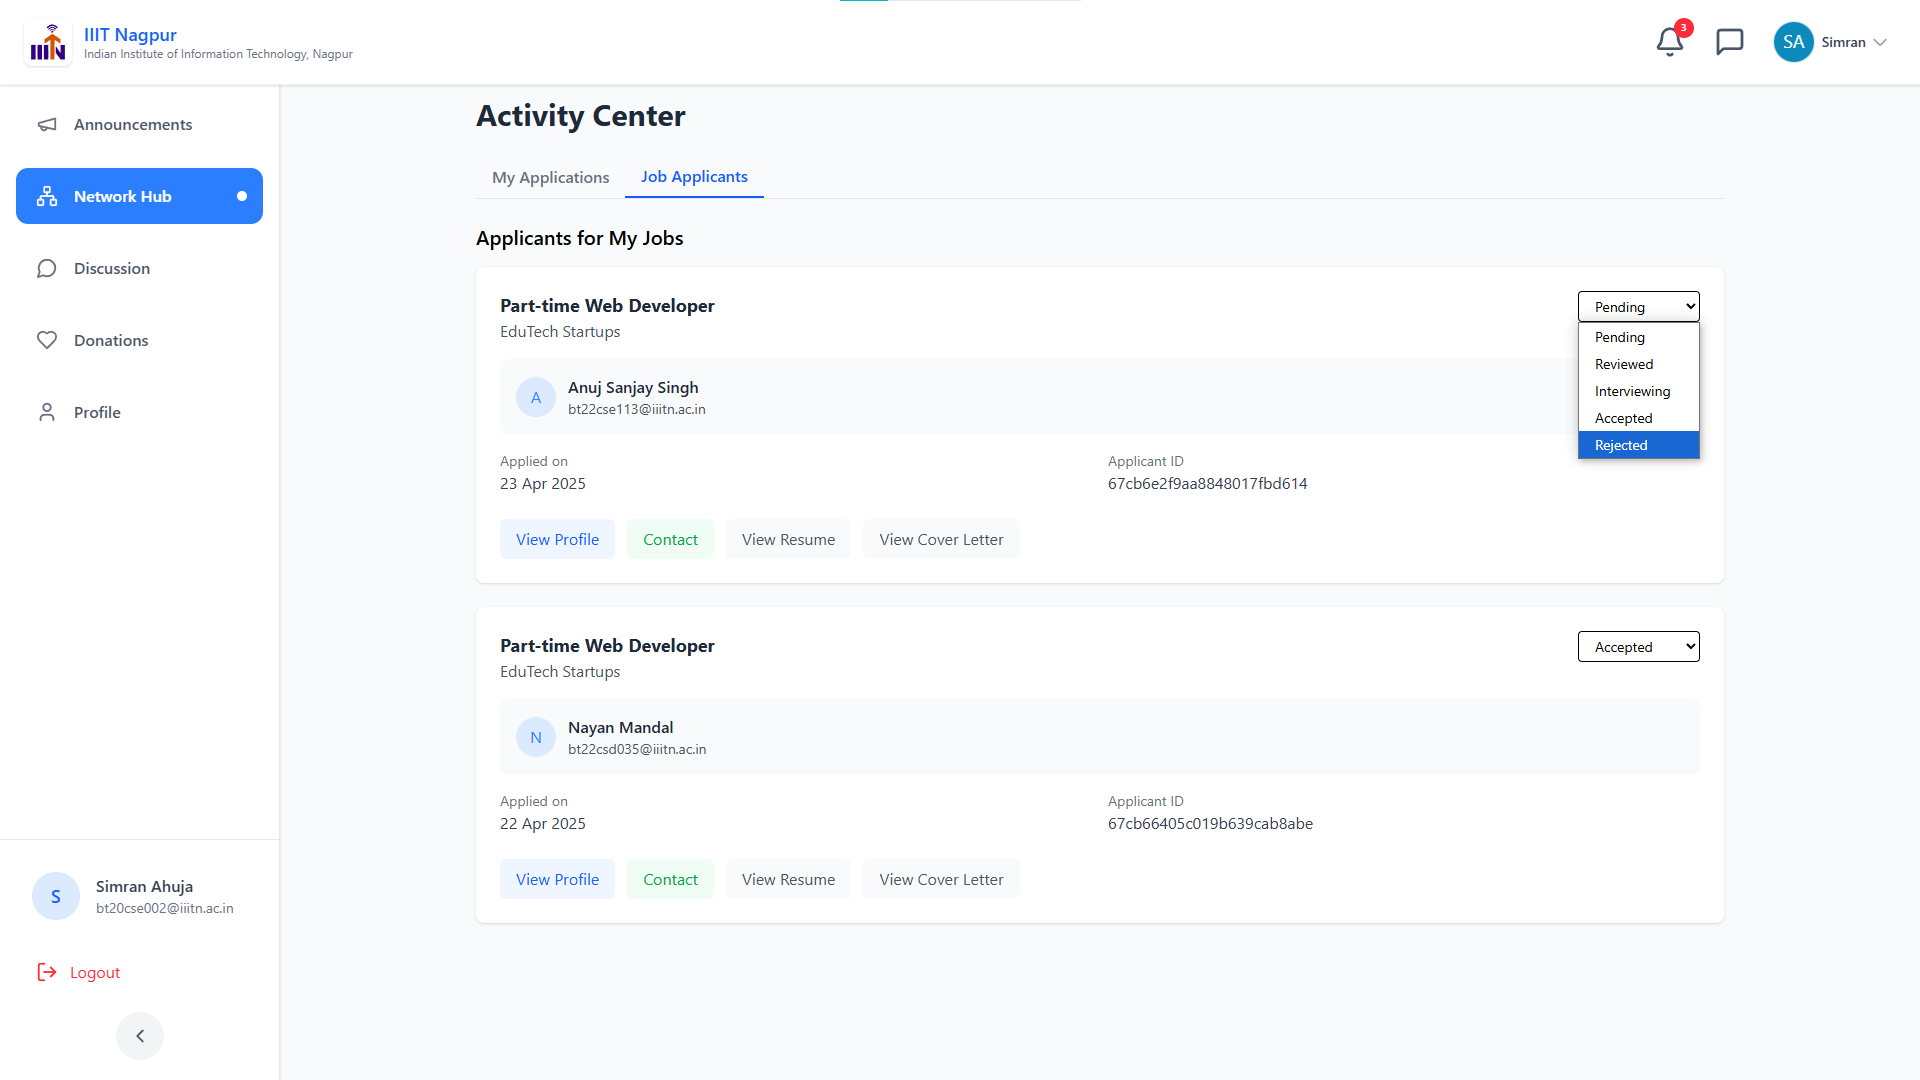 IIIT Nagpur
Indian Institute of Information Technology, Nagpur
3
SA
Simran
Announcements
Network Hub
Discussion
Donations
Profile
Simran Ahuja
S
bt20cse002@iiitn.ac.in
Logout
Activity Center
My Applications
Job Applicants
Applicants for My Jobs
Part-time Web Developer
EduTech Startups
Pending
Pending
Reviewed
Interviewing
Accepted
Rejected
A
Anuj Sanjay Singh
bt22cse113@iiitn.ac.in
Applied on
23 Apr 2025
Applicant ID
67cb6e2f9aa8848017fbd614
View Profile
Contact
View Resume
View Cover Letter
Part-time Web Developer
EduTech Startups
Accepted
N
Nayan Mandal
bt22csd035@iiitn.ac.in
Applied on
22 Apr 2025
Applicant ID
67cb66405c019b639cab8abe
View Profile
Contact
View Resume
View Cover Letter